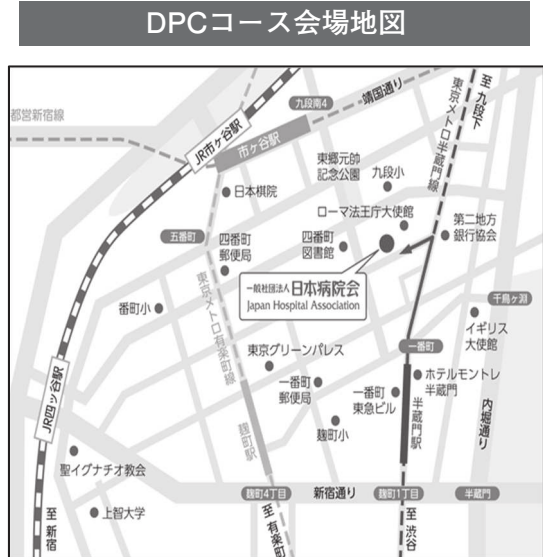 DPCコース会場地図
都営新宿線
JR市ヶ谷駅
市ヶ谷駅
九段南4
靖国通り
至 九段下
東京メトロ半蔵門線
東郷元帥
記念公園
九段小
日本棋院
ローマ法王庁大使館
第二地方
銀行協会
五番町
四番町
郵便局
四番町
図書館
一般社団法人 日本病院会
Japan Hospital Association
東京メトロ有楽町線
番町小
千鳥ヶ淵
イギリス
大使館
一番町
東京グリーンパレス
ホテルモントレ
半蔵門
一番町
郵便局
一番町
東急ビル
半蔵門駅
内堀通り
JR四ッ谷駅
麹町駅
麹町小
聖イグナチオ教会
麹町4丁目
新宿通り
麹町1丁目
半蔵門
上智大学
至 新宿
至 有楽町
至 渋谷